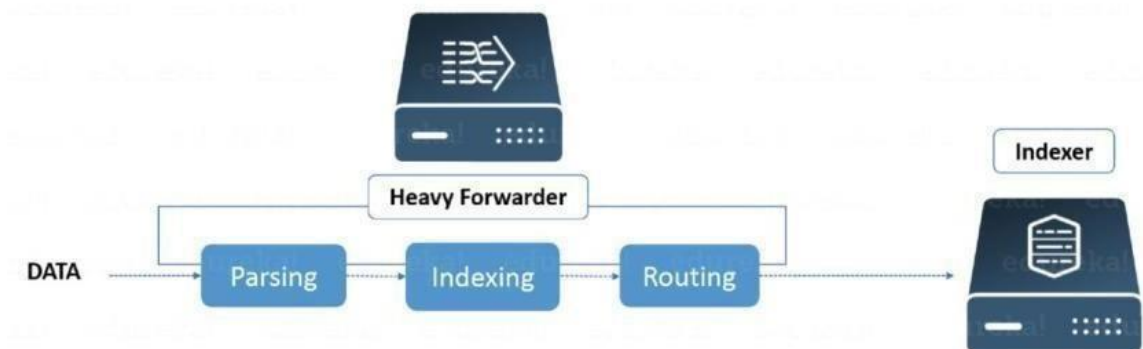 Heavy Forwarder
Indexer
DATA
Parsing
Indexing
Routing